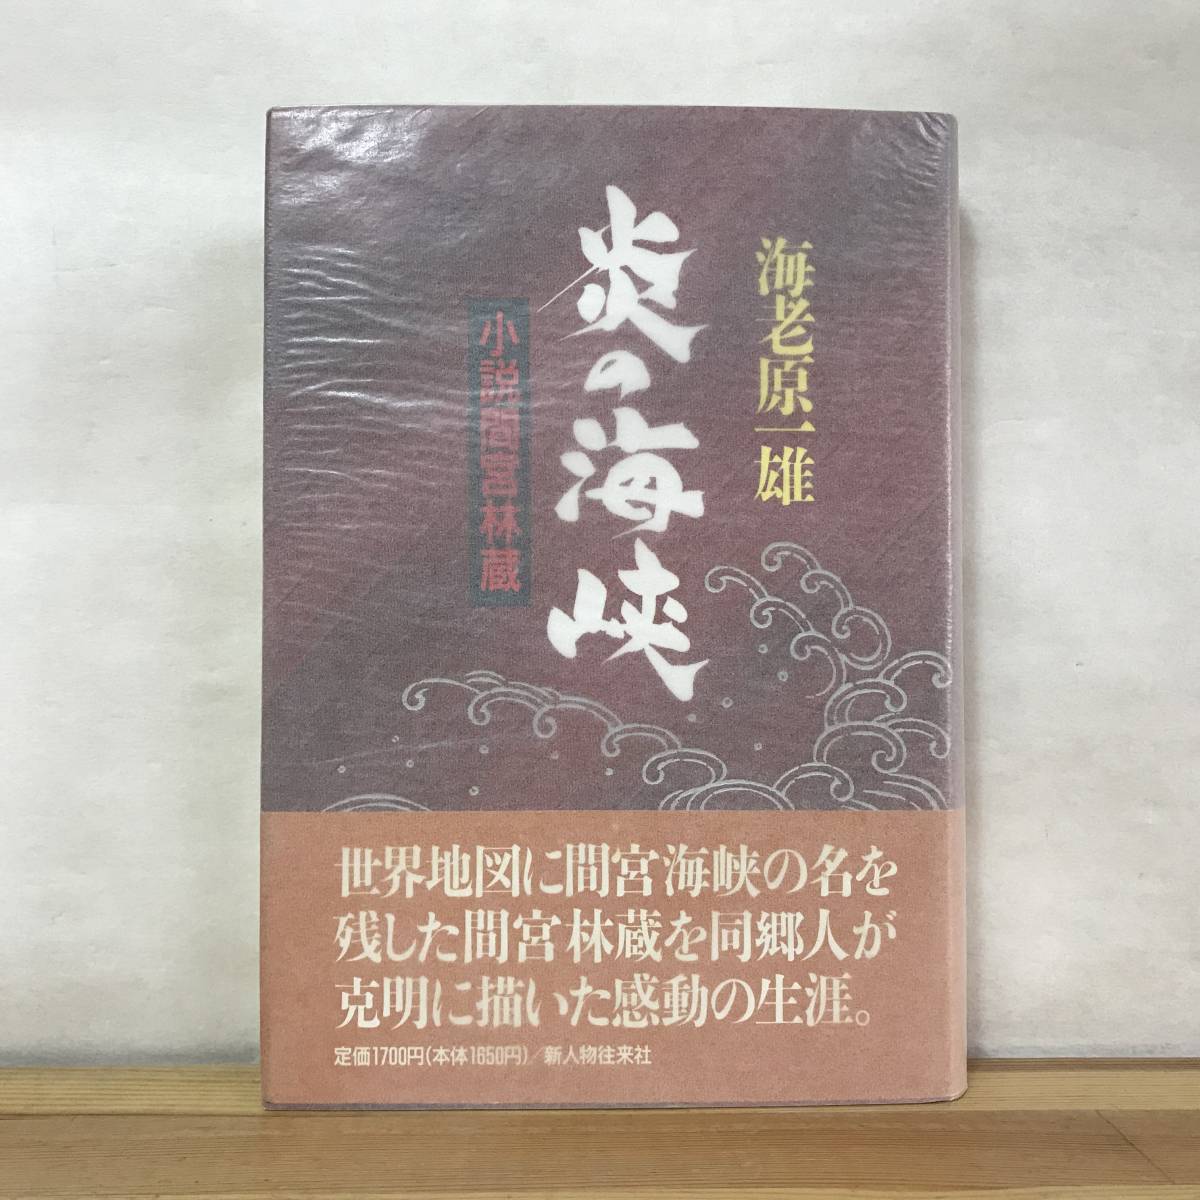 海老原一雄
炎の海峡
小説間宮林蔵
世界地図に間宮海峡の名を
残した間宮林蔵を同郷人が
克明に描いた感動の生涯。
定価1700円(本体1650円)/新人物往来社